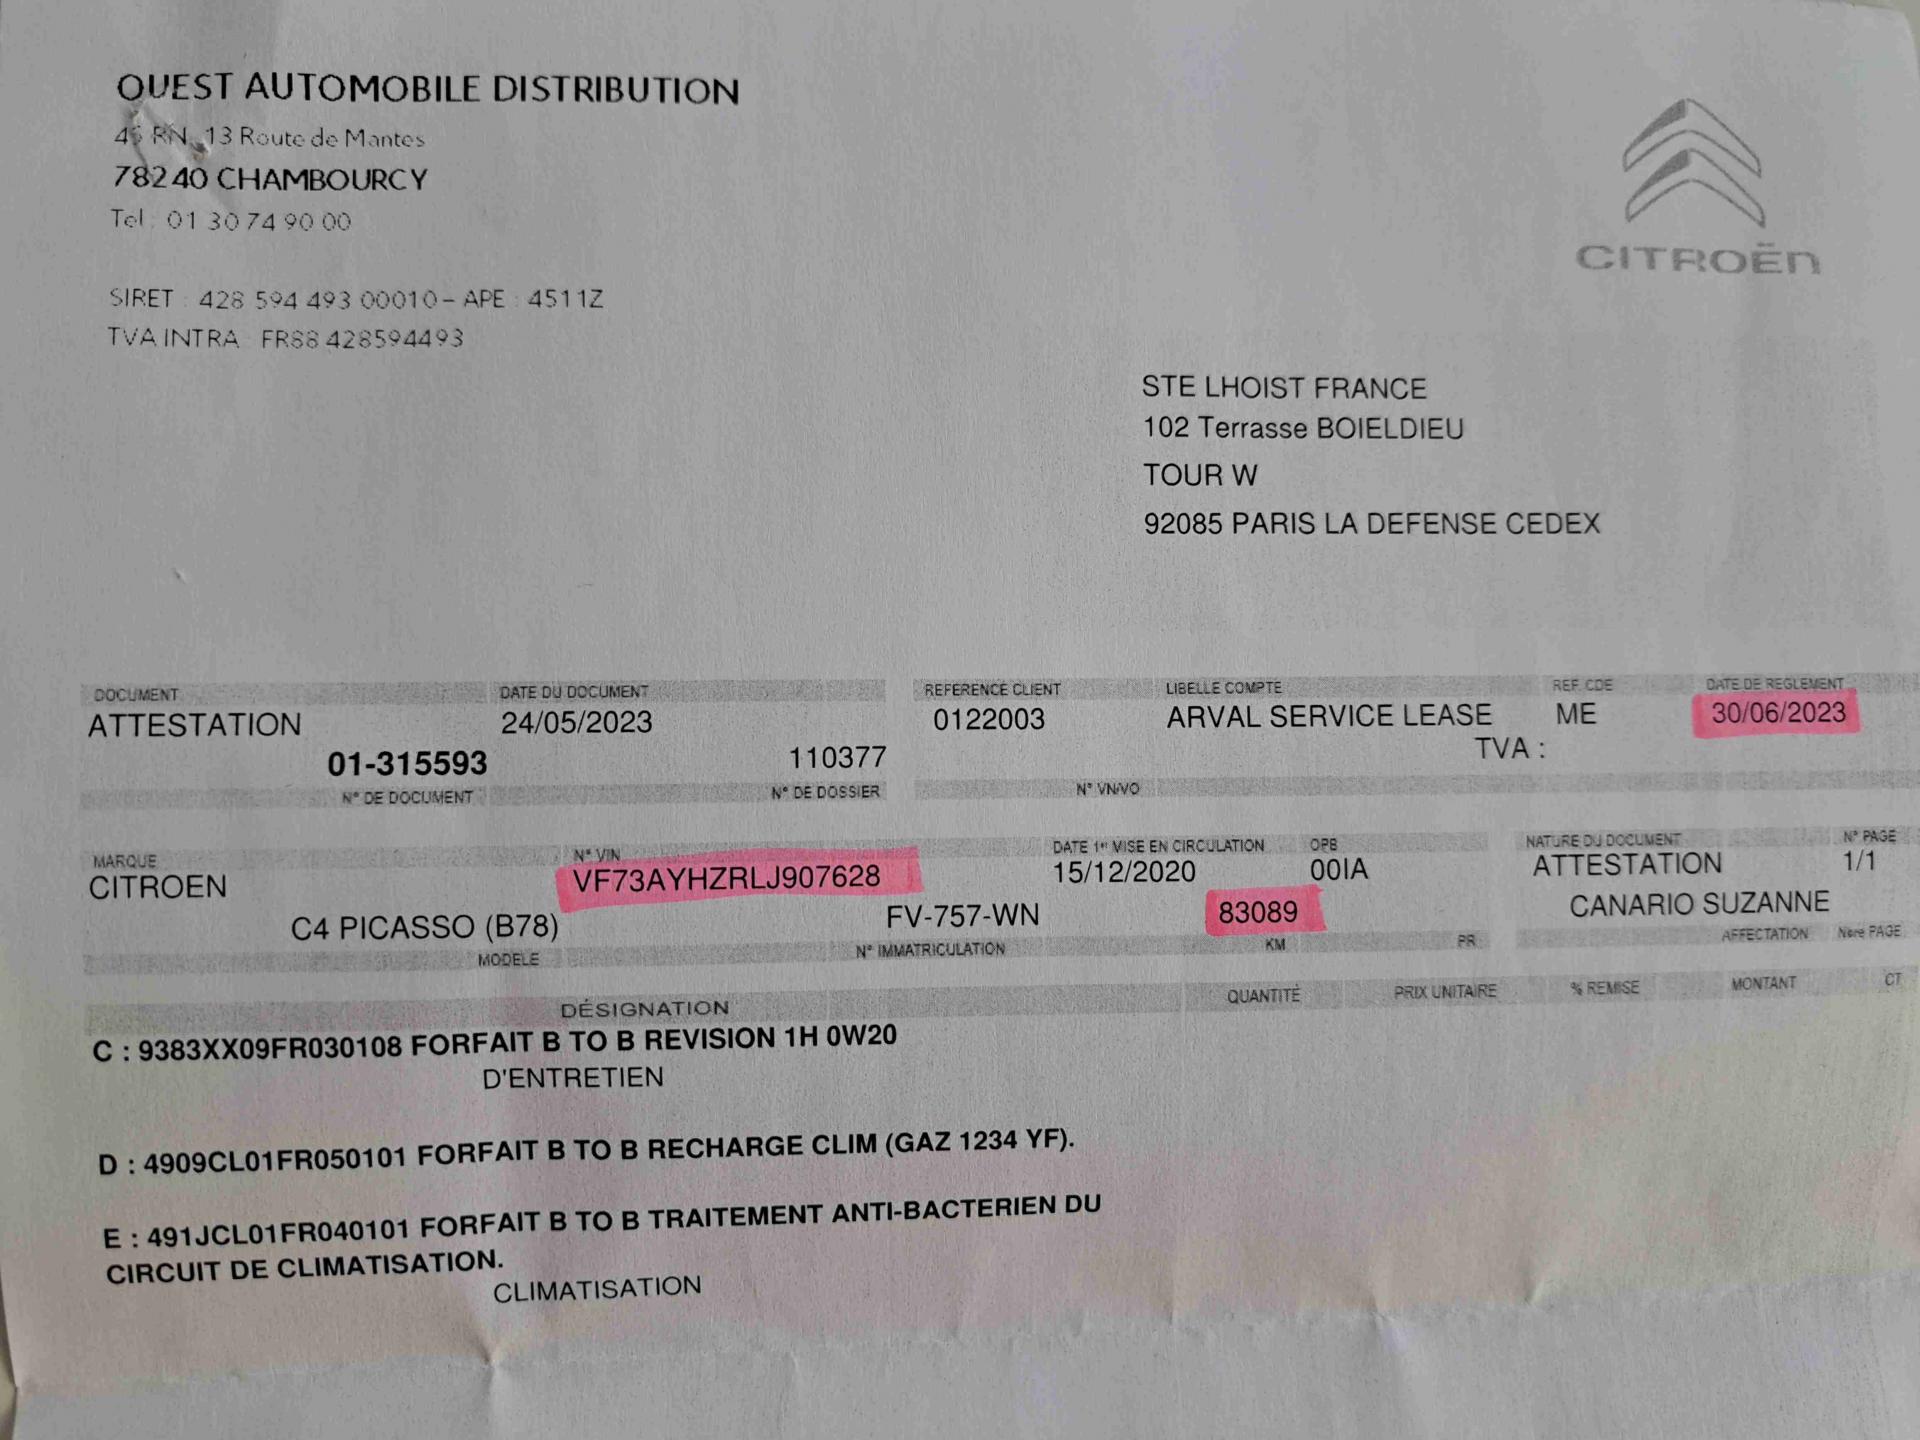 OUEST AUTOMOBILE DISTRIBUTION
45 RN 13 Route de Mantes
78240 CHAMBOURCY
Tel : 01 30 74 90 00
CITROËN
SIRET : 428 594 493 00010 – APE : 4511Z
TVA INTRA : FR88 428594493
STE LHOIST FRANCE
102 Terrasse BOIELDIEU
TOUR W
92085 PARIS LA DEFENSE CEDEX
DOCUMENT DATE DU DOCUMENT REFERENCE CLIENT LIBELLE COMPTE REF. CDE DATE DE REGLEMENT
ATTESTATION 24/05/2023 0122003 ARVAL SERVICE LEASE ME 30/06/2023
01-315593 110377 TVA :
N° DE DOCUMENT N° DE DOSSIER N° VN/VO
MARQUE N° VIN DATE 1er MISE EN CIRCULATION OPB NATURE DU DOCUMENT N° PAGE
CITROEN VF73AYHZRLJ907628 15/12/2020 00IA ATTESTATION 1/1
C4 PICASSO (B78) FV-757-WN 83089 CANARIO SUZANNE
MODELE N° IMMATRICULATION KM PR AFFECTATION Nbre PAGE
DÉSIGNATION QUANTITÉ PRIX UNITAIRE % REMISE MONTANT CT
C : 9383XX09FR030108 FORFAIT B TO B REVISION 1H 0W20
D'ENTRETIEN
D : 4909CL01FR050101 FORFAIT B TO B RECHARGE CLIM (GAZ 1234 YF).
E : 491JCL01FR040101 FORFAIT B TO B TRAITEMENT ANTI-BACTERIEN DU
CIRCUIT DE CLIMATISATION.
CLIMATISATION